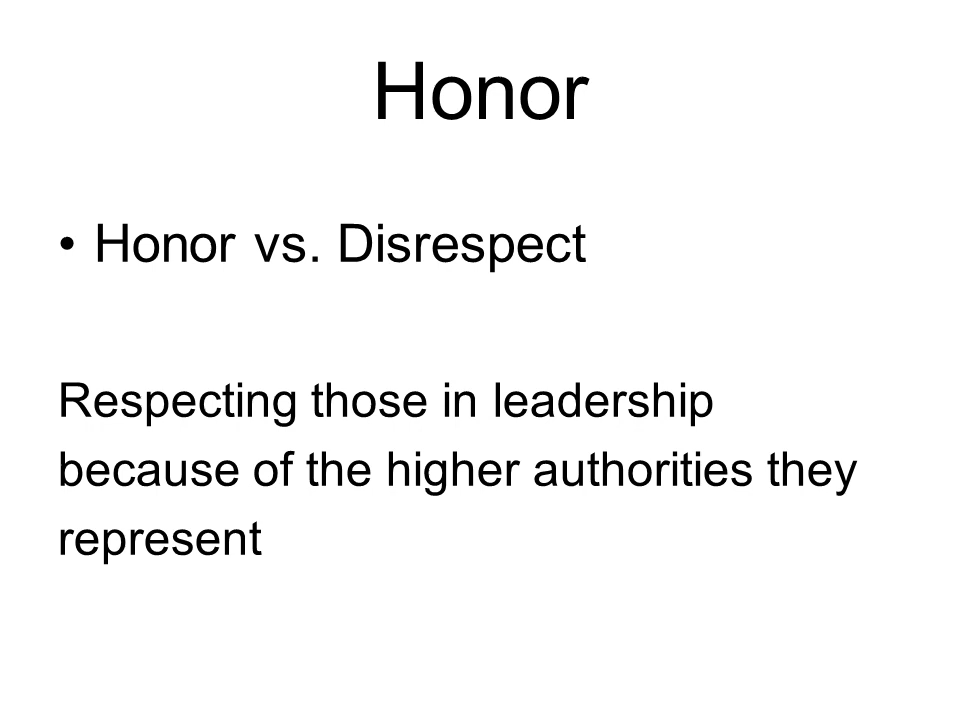 Honor
• Honor vs. Disrespect
Respecting those in leadership
because of the higher authorities they
represent